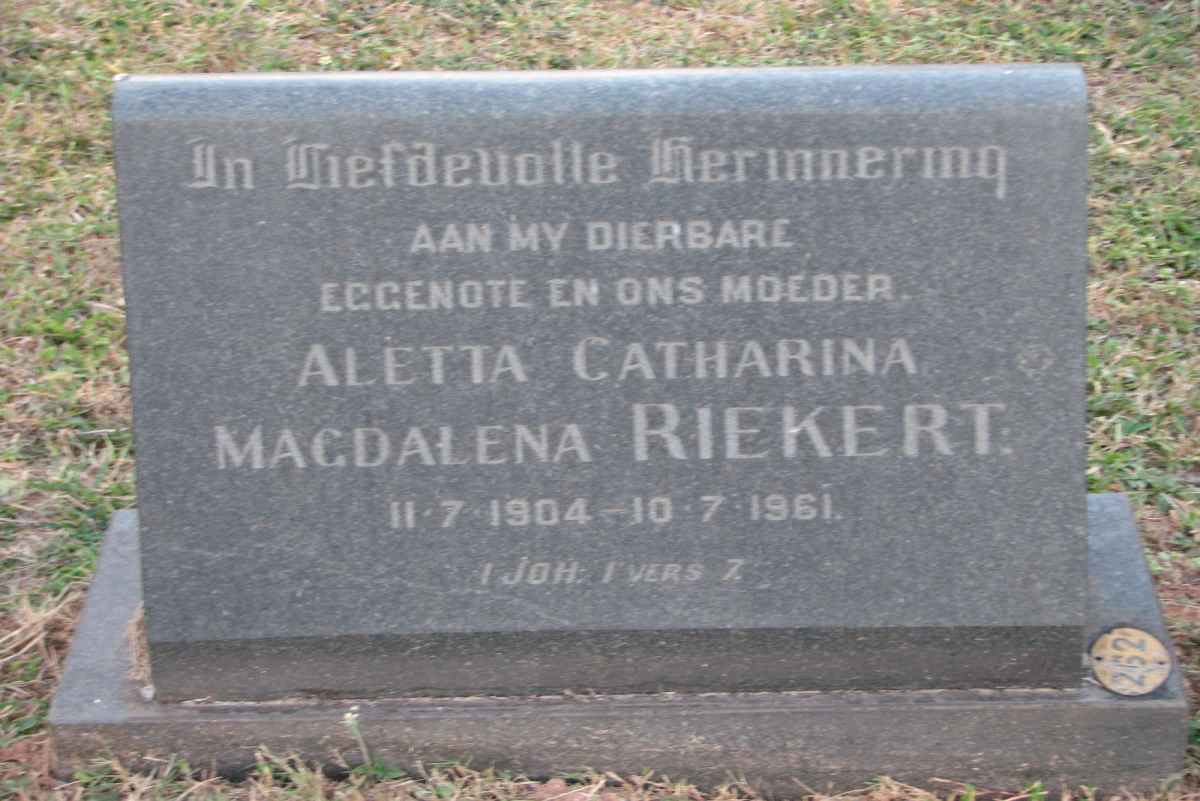 In Liefdevolle Herinnering
AAN MY DIERBARE
EGGENOTE EN ONS MOEDER.
ALETTA CATHARINA
MAGDALENA RIEKERT.
11·7·1904–10·7·1961.
1 JOH. 1 VERS 7.
252